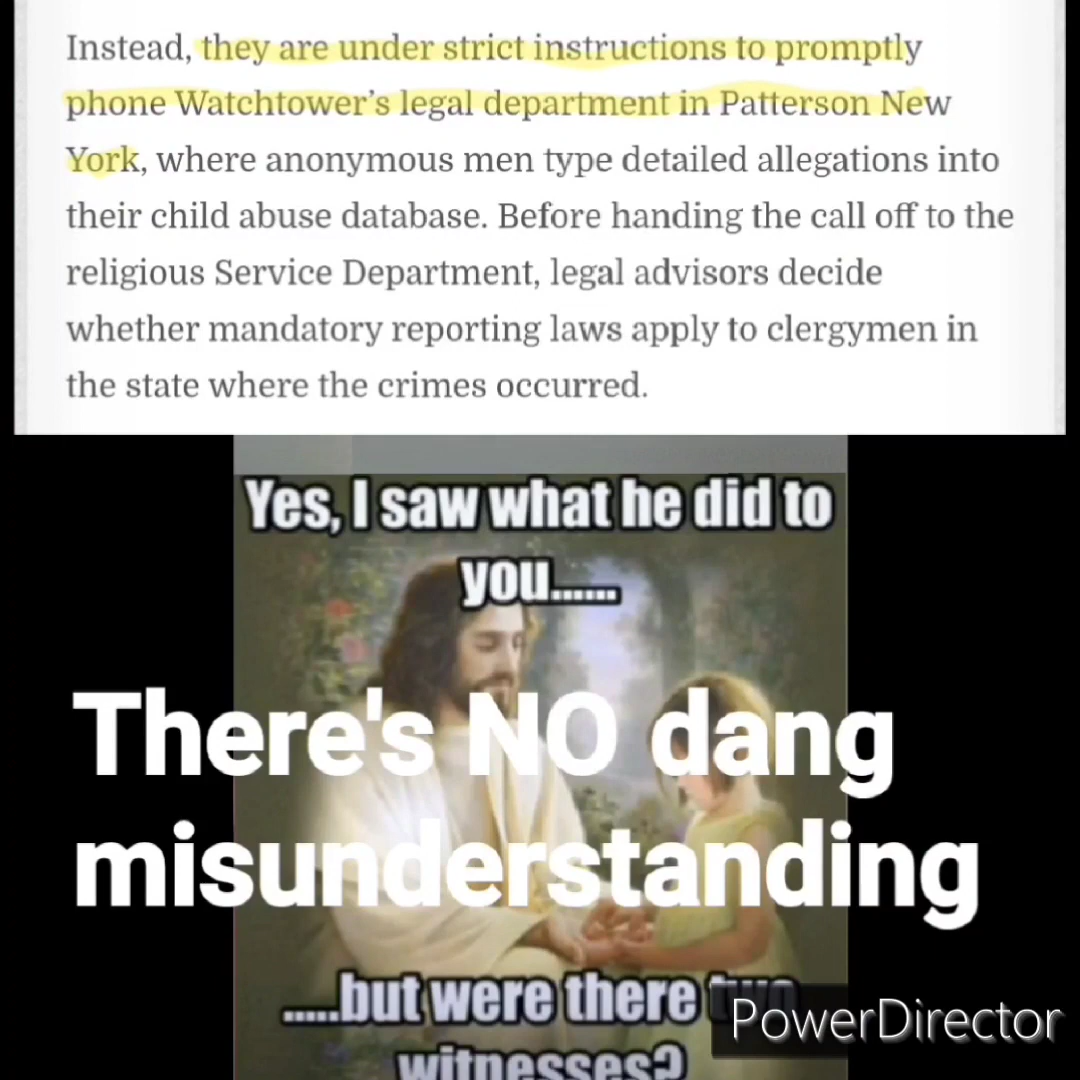 Instead, they are under strict instructions to promptly
phone Watchtower's legal department in Patterson New
York, where anonymous men type detailed allegations into
their child abuse database. Before handing the call off to the
religious Service Department, legal advisors decide
whether mandatory reporting laws apply to clergymen in
the state where the crimes occurred.
Yes, I saw what he did to
you......
There's NO dang
misunderstanding
.....but were there two
PowerDirector
witnesses?